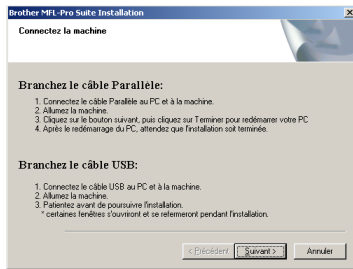 Brother MFL-Pro Suite Installation
Connectez la machine
Branchez le câble Parallèle:
1. Connectez le câble Parallèle au PC et à la machine.
2. Allumez la machine.
3. Cliquez sur le bouton suivant, puis cliquez sur Terminer pour redémarrer votre PC
4. Après le redémarrage du PC, attendez que l'installation soit terminée.
Branchez le câble USB:
1. Connectez le câble USB au PC et à la machine.
2. Allumez la machine.
3. Patientez avant de poursuivre l'installation.
* certaines fenêtres s'ouvriront et se refermeront pendant l'installation.
< Précédent Suivant > Annuler